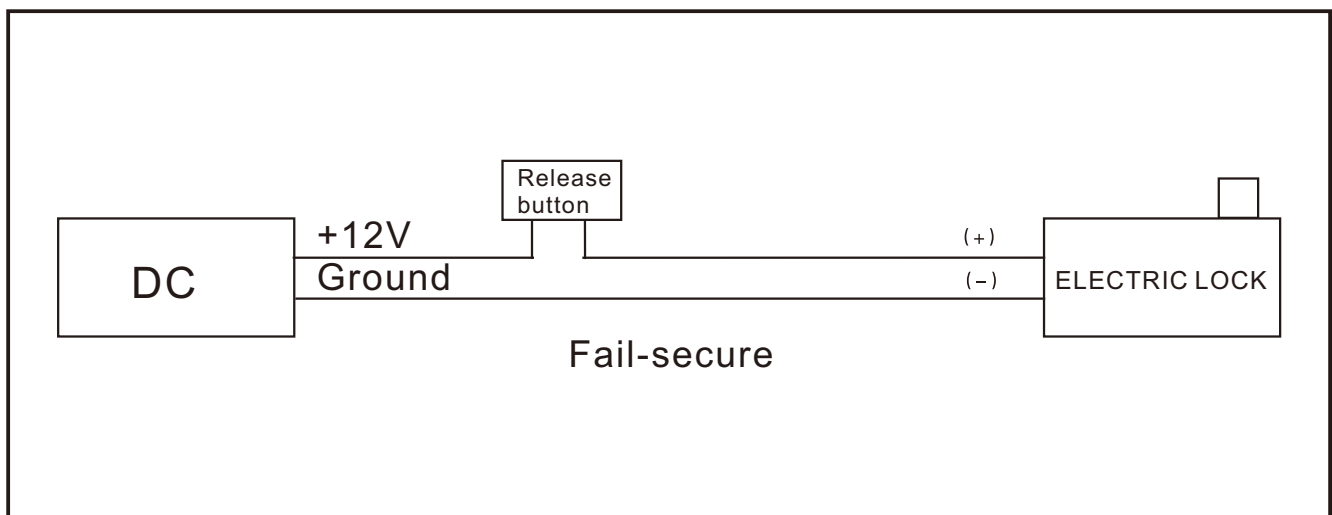 Release
button
+12V
(+)
DC
Ground
(-)
ELECTRIC LOCK
Fail-secure